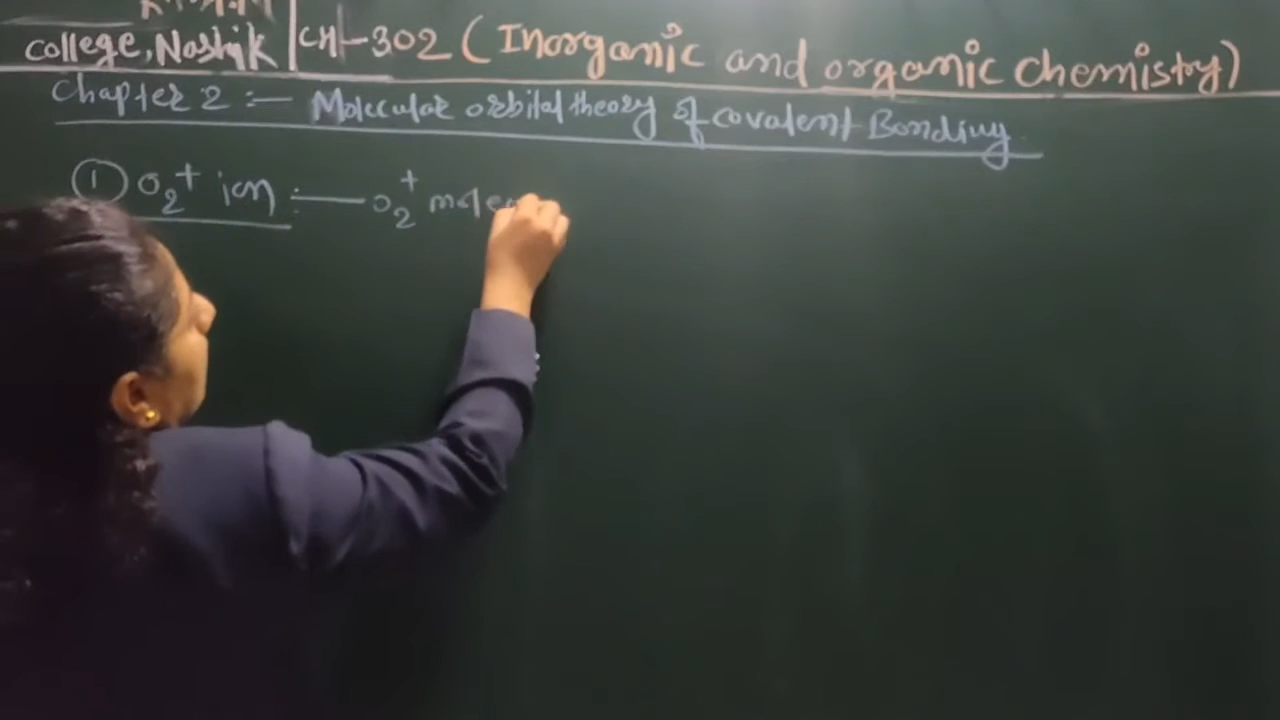 college, Nashik | CH-302 ( Inorganic and organic chemistry)
Chapter 2 :- Molecular orbital theory of covalent Bonding
① O₂⁺ ion :- O₂⁺ molec